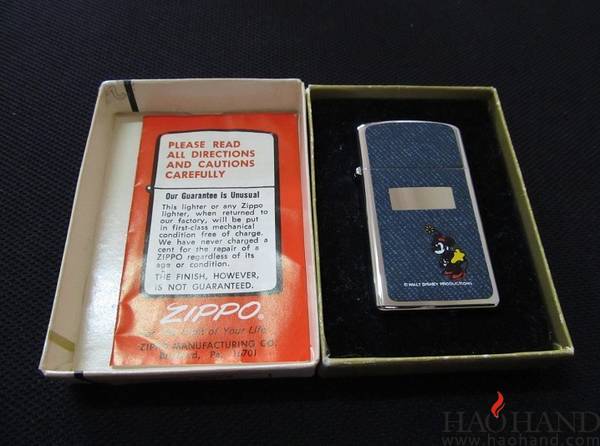 PLEASE READ
ALL DIRECTIONS
AND CAUTIONS
CAREFULLY
Our Guarantee is Unusual
This lighter or any Zippo
lighter, when returned to
our factory, will be put
in first-class mechanical
condition free of charge.
We have never charged a
cent for the repair of a
ZIPPO regardless of its
age or condition.
THE FINISH, HOWEVER,
IS NOT GUARANTEED.
ZIPPO
of Your Life
MANUFACTURING CO.
Pa. 16701
© WALT DISNEY PRODUCTIONS
HAOHAND
www.haohand.com